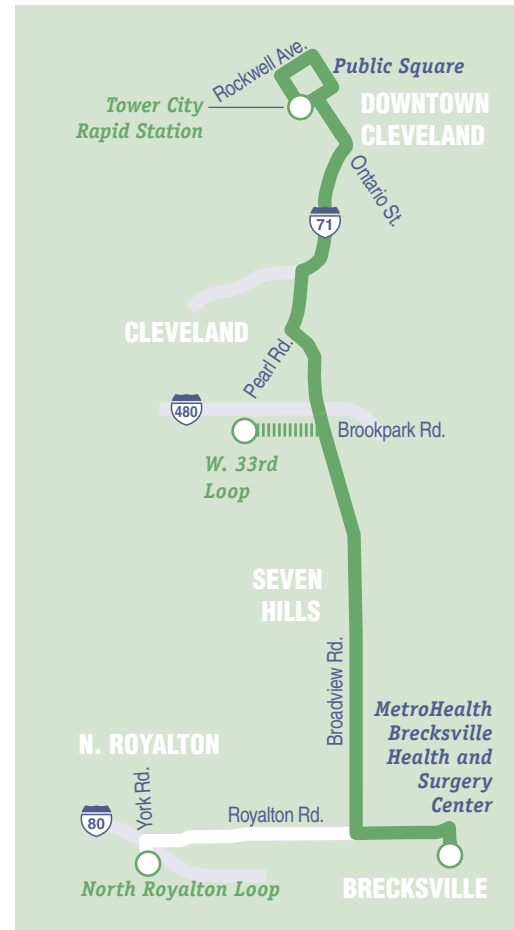 Rockwell Ave.
Public Square
Tower City
Rapid Station
DOWNTOWN
CLEVELAND
Ontario St.
71
CLEVELAND
Pearl Rd.
480
Brookpark Rd.
W. 33rd
Loop
SEVEN
HILLS
Broadview Rd.
MetroHealth
Brecksville
Health and
Surgery
Center
N. ROYALTON
York Rd.
80
Royalton Rd.
North Royalton Loop
BRECKSVILLE